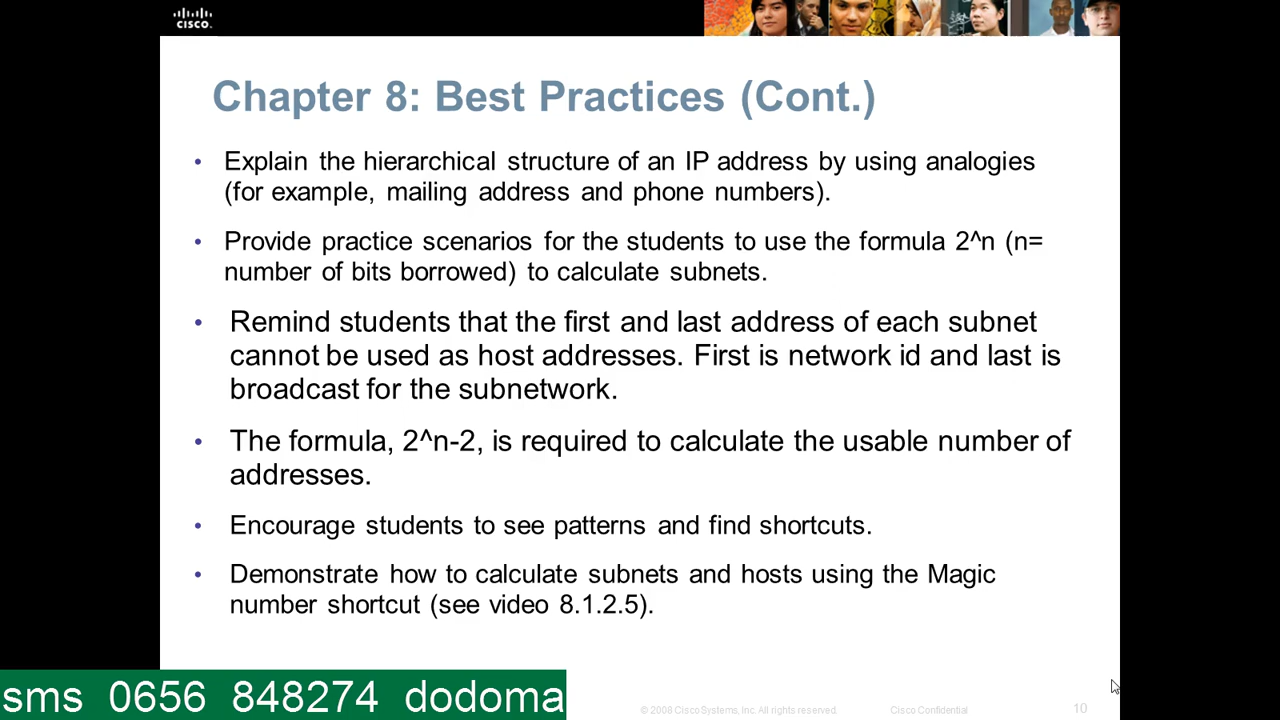 CISCO.
Chapter 8: Best Practices (Cont.)
• Explain the hierarchical structure of an IP address by using analogies
(for example, mailing address and phone numbers).
• Provide practice scenarios for the students to use the formula 2^n (n=
number of bits borrowed) to calculate subnets.
• Remind students that the first and last address of each subnet
cannot be used as host addresses. First is network id and last is
broadcast for the subnetwork.
• The formula, 2^n-2, is required to calculate the usable number of
addresses.
• Encourage students to see patterns and find shortcuts.
• Demonstrate how to calculate subnets and hosts using the Magic
number shortcut (see video 8.1.2.5).
sms 0656 848274 dodoma
© 2008 Cisco Systems, Inc. All rights reserved. Cisco Confidential 10